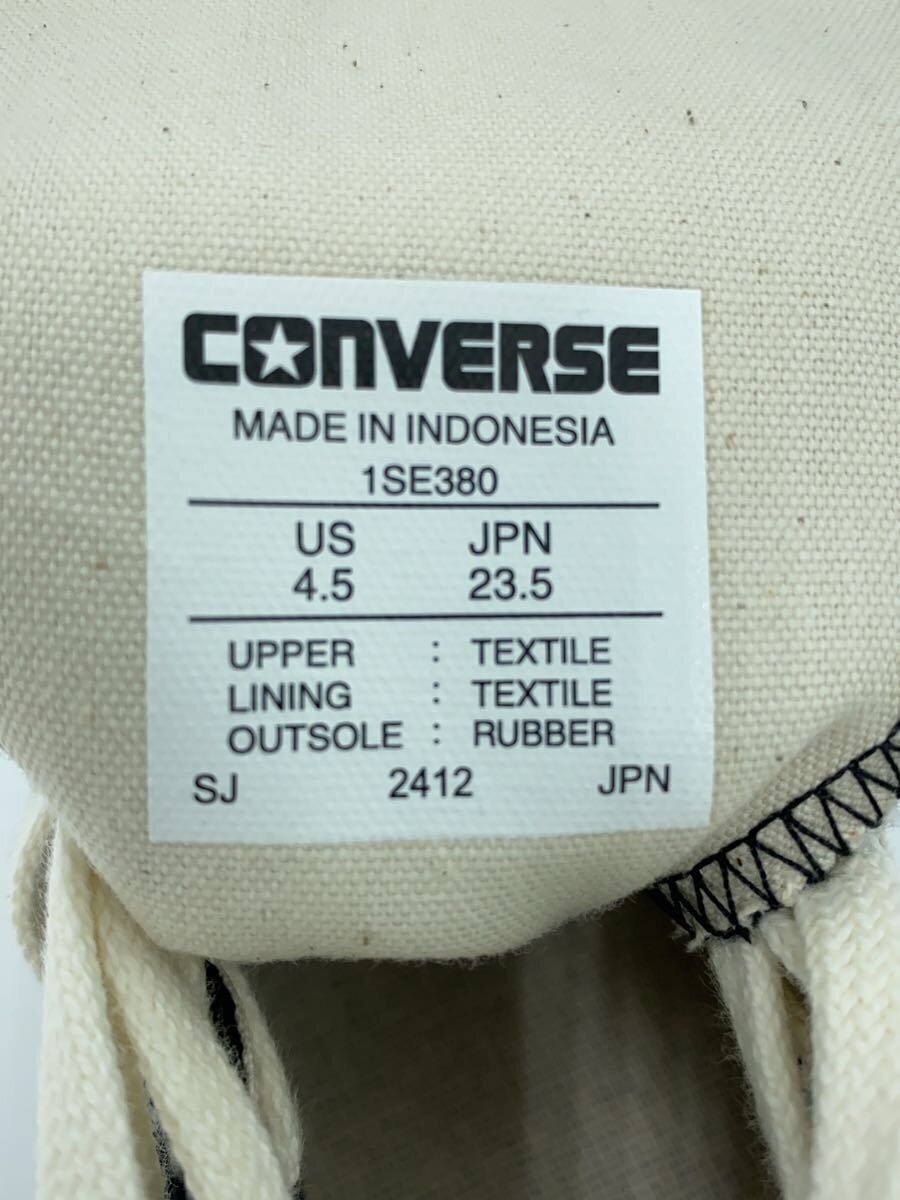 CONVERSE
MADE IN INDONESIA
1SE380
US JPN
4.5 23.5
UPPER : TEXTILE
LINING : TEXTILE
OUTSOLE : RUBBER
SJ 2412 JPN